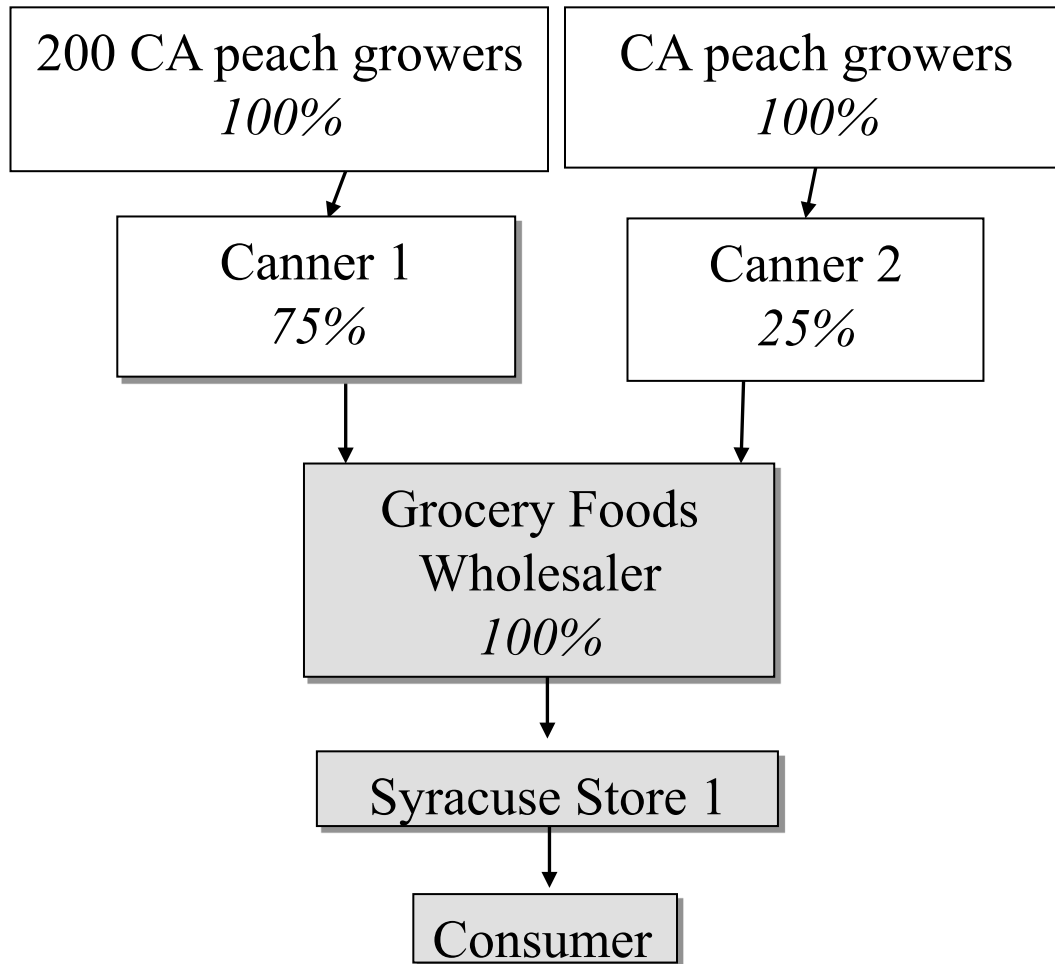 200 CA peach growers
100%
CA peach growers
100%
Canner 1
75%
Canner 2
25%
Grocery Foods
Wholesaler
100%
Syracuse Store 1
Consumer